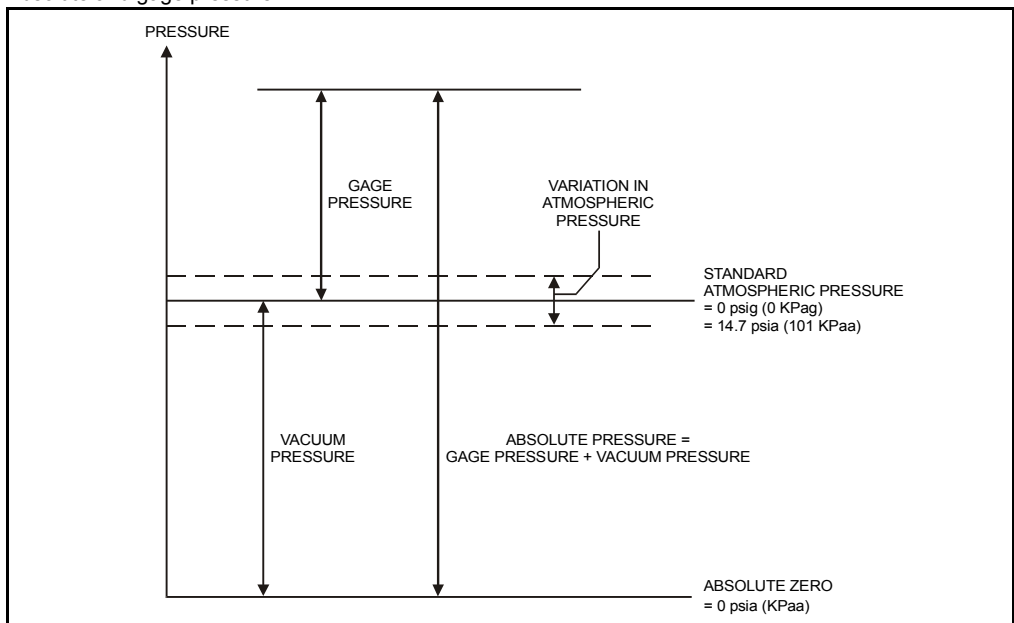 PRESSURE
GAGE
PRESSURE
VARIATION IN
ATMOSPHERIC
PRESSURE
STANDARD
ATMOSPHERIC PRESSURE
= 0 psig (0 KPag)
= 14.7 psia (101 KPaa)
VACUUM
PRESSURE
ABSOLUTE PRESSURE =
GAGE PRESSURE + VACUUM PRESSURE
ABSOLUTE ZERO
= 0 psia (KPaa)